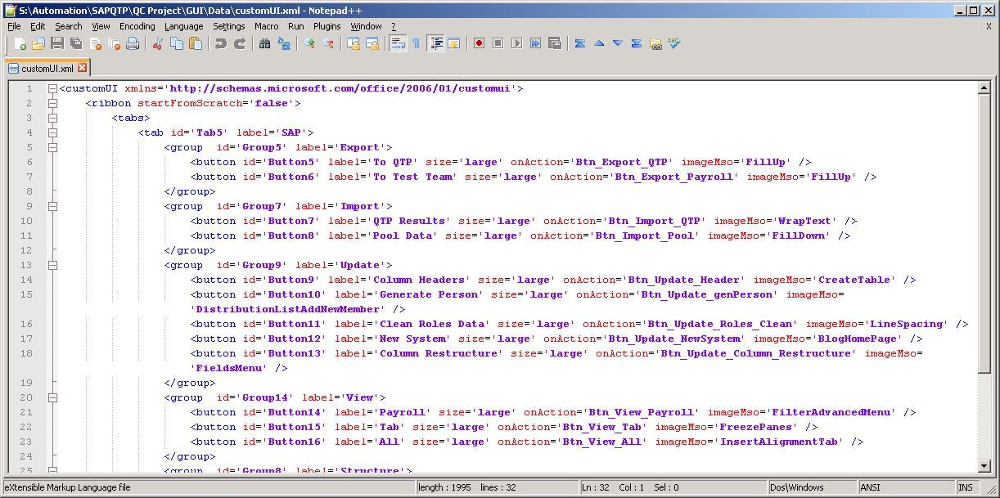 S:\Automation\SAPQTP\QC Project\GUI\Data\customUI.xml - Notepad++
File Edit Search View Encoding Language Settings Macro Run Plugins Window ? X
customUI.xml
1 <customUI xmlns='http://schemas.microsoft.com/office/2006/01/customui'>
2 <ribbon startFromScratch='false'>
3 <tabs>
4 <tab id='Tab5' label='SAP'>
5 <group  id='Group5' label='Export'>
6 <button id='Button5' label='To QTP' size='large' onAction='Btn_Export_QTP' imageMso='FillUp' />
7 <button id='Button6' label='To Test Team' size='large' onAction='Btn_Export_Payroll' imageMso='FillUp' />
8 </group>
9 <group  id='Group7' label='Import'>
10 <button id='Button7' label='QTP Results' size='large' onAction='Btn_Import_QTP' imageMso='WrapText' />
11 <button id='Button8' label='Pool Data' size='large' onAction='Btn_Import_Pool' imageMso='FillDown' />
12 </group>
13 <group  id='Group9' label='Update'>
14 <button id='Button9' label='Column Headers' size='large' onAction='Btn_Update_Header' imageMso='CreateTable' />
15 <button id='Button10' label='Generate Person' size='large' onAction='Btn_Update_genPerson' imageMso=
'DistributionListAddNewMember' />
16 <button id='Button11' label='Clean Roles Data' size='large' onAction='Btn_Update_Roles_Clean' imageMso='LineSpacing' />
17 <button id='Button12' label='New System' size='large' onAction='Btn_Update_NewSystem' imageMso='BlogHomePage' />
18 <button id='Button13' label='Column Restructure' size='large' onAction='Btn_Update_Column_Restructure' imageMso=
'FieldsMenu' />
19 </group>
20 <group  id='Group14' label='View'>
21 <button id='Button14' label='Payroll' size='large' onAction='Btn_View_Payroll' imageMso='FilterAdvancedMenu' />
22 <button id='Button15' label='Tab' size='large' onAction='Btn_View_Tab' imageMso='FreezePanes' />
23 <button id='Button16' label='All' size='large' onAction='Btn_View_All' imageMso='InsertAlignmentTab' />
24 </group>
25 <group  id='Group8' label='Structure'>
eXtensible Markup Language file length : 1995 lines : 32 Ln : 32 Col : 1 Sel : 0 Dos\Windows ANSI INS